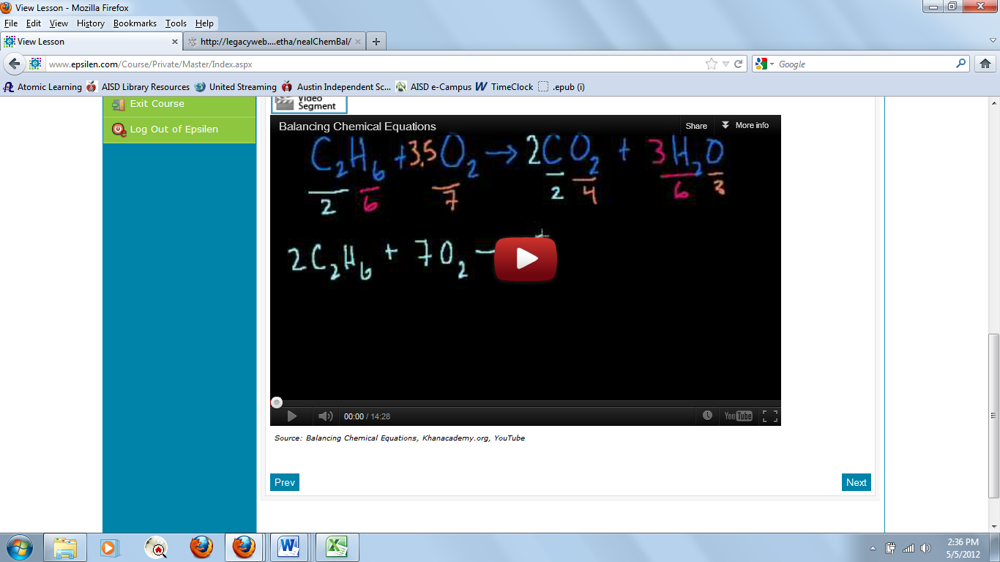 View Lesson - Mozilla Firefox
File Edit View History Bookmarks Tools Help
View Lesson http://legacyweb....etha/nealChemBal/
www.epsilen.com/Course/Private/Master/Index.aspx Google
Atomic Learning AISD Library Resources United Streaming Austin Independent Sc... AISD e-Campus TimeClock .epub (i)
Exit Course
Log Out of Epsilen
Video
Segment
Balancing Chemical Equations Share More info
C₂H₆ + 3.5 O₂ → 2CO₂ + 3H₂O
2 6 7 2 4 6 3
2C₂H₆ + 7O₂ —
00:00 / 14:28 YouTube
Source: Balancing Chemical Equations, Khanacademy.org, YouTube
Prev Next
2:36 PM
5/5/2012